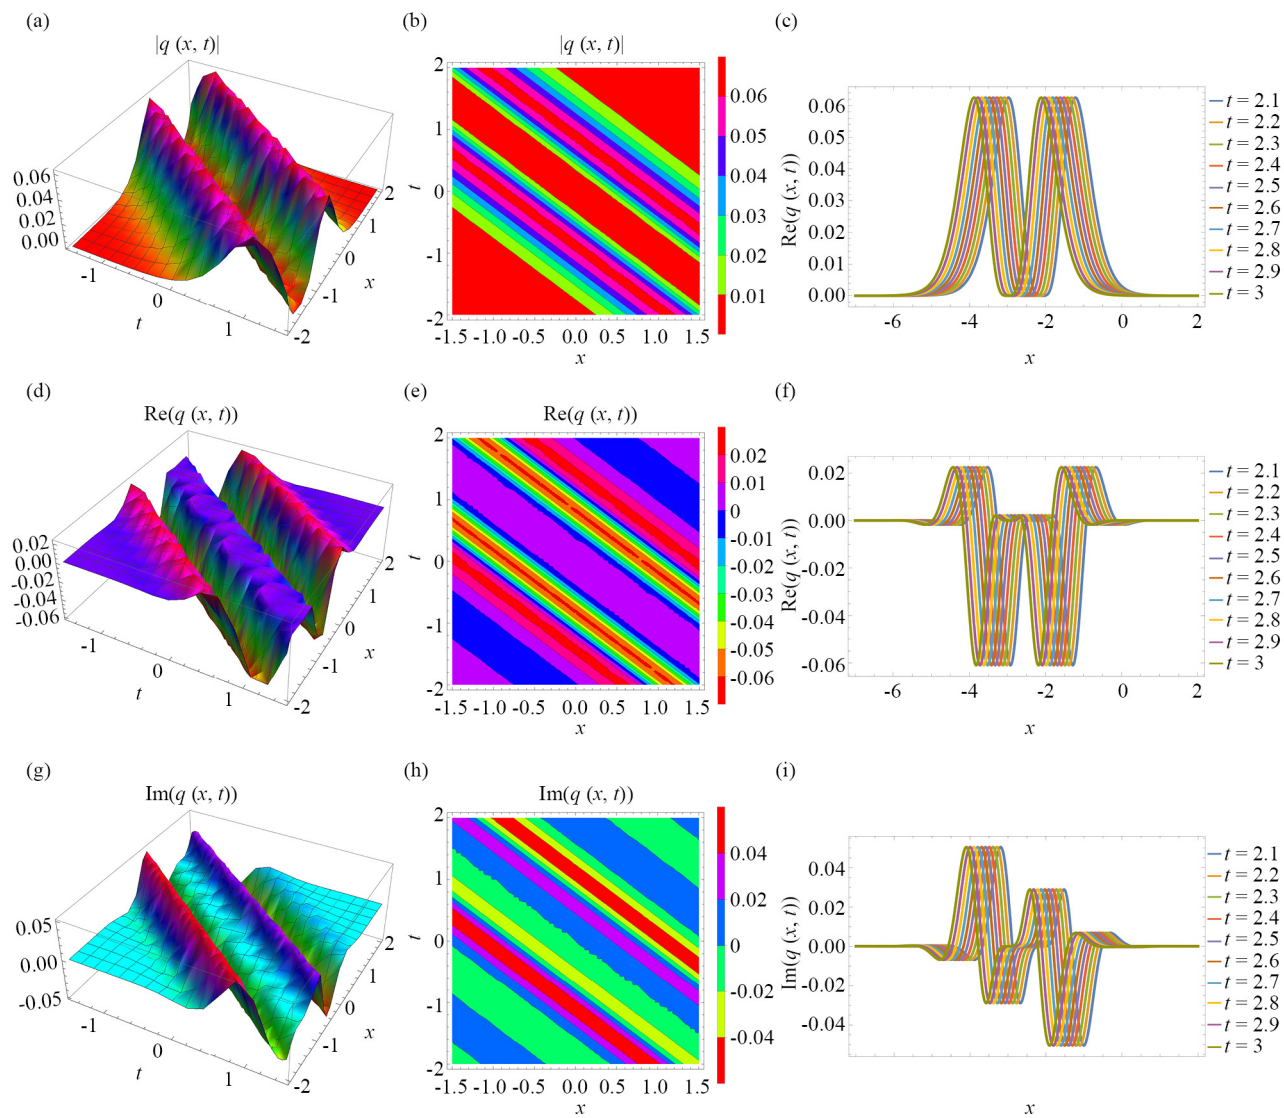 (a)
|q (x, t)|
0.06
0.04
0.02
0.00
-1
0
1
t
-2
-1
0
1
2
x
(b)
|q (x, t)|
2
1
0
-1
-2
t
-1.5 -1.0 -0.5 0.0 0.5 1.0 1.5
x
0.06
0.05
0.04
0.03
0.02
0.01
(c)
Re(q (x, t))
0.06
0.05
0.04
0.03
0.02
0.01
0.00
-6 -4 -2 0 2
x
t = 2.1
t = 2.2
t = 2.3
t = 2.4
t = 2.5
t = 2.6
t = 2.7
t = 2.8
t = 2.9
t = 3
(d)
Re(q (x, t))
0.02
0.00
-0.02
-0.04
-0.06
-1
0
1
t
-2
-1
0
1
2
x
(e)
Re(q (x, t))
2
1
0
-1
-2
t
-1.5 -1.0 -0.5 0.0 0.5 1.0 1.5
x
0.02
0.01
0
-0.01
-0.02
-0.03
-0.04
-0.05
-0.06
(f)
Re(q (x, t))
0.02
0.00
-0.02
-0.04
-0.06
-6 -4 -2 0 2
x
t = 2.1
t = 2.2
t = 2.3
t = 2.4
t = 2.5
t = 2.6
t = 2.7
t = 2.8
t = 2.9
t = 3
(g)
Im(q (x, t))
0.05
0.00
-0.05
-1
0
1
t
-2
-1
0
1
2
x
(h)
Im(q (x, t))
2
1
0
-1
-2
t
-1.5 -1.0 -0.5 0.0 0.5 1.0 1.5
x
0.04
0.02
0
-0.02
-0.04
(i)
Im(q (x, t))
0.04
0.02
0.00
-0.02
-0.04
-6 -4 -2 0 2
x
t = 2.1
t = 2.2
t = 2.3
t = 2.4
t = 2.5
t = 2.6
t = 2.7
t = 2.8
t = 2.9
t = 3